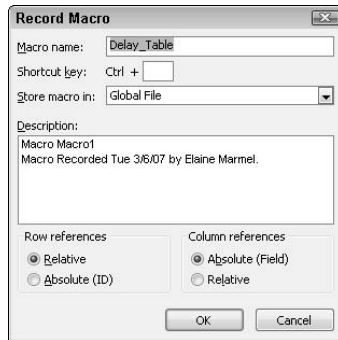 Record Macro
Macro name: Delay_Table
Shortcut key: Ctrl +
Store macro in: Global File
Description:
Macro Macro1
Macro Recorded Tue 3/6/07 by Elaine Marmel.
Row references
Relative
Absolute (ID)
Column references
Absolute (Field)
Relative
OK Cancel